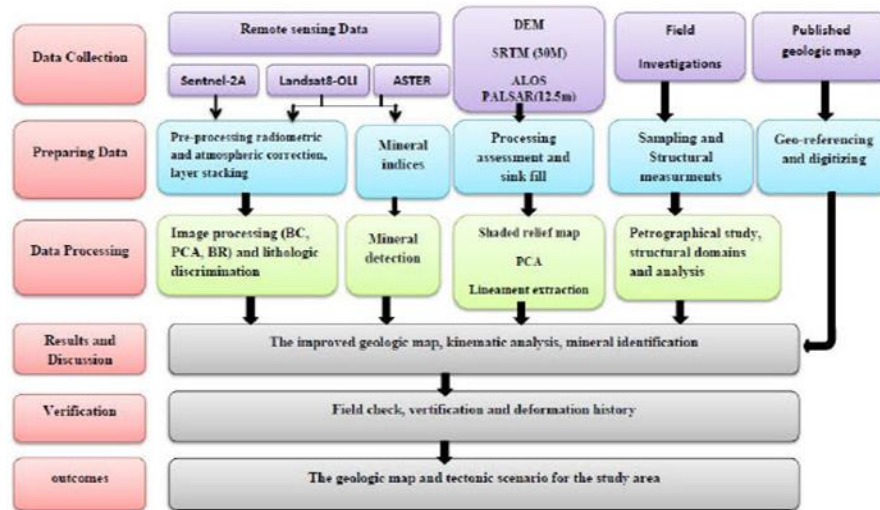 Data Collection
Remote sensing Data
Sentnel-2A
Landsat8-OLI
ASTER
DEM
SRTM (30M)
ALOS
PALSAR(12.5m)
Field
Investigations
Published
geologic map
Preparing Data
Pre-processing radiometric
and atmospheric correction,
layer stacking
Mineral
indices
Processing
assessment and
sink fill
Sampling and
Structural
measurments
Geo-referencing
and digitizing
Data Processing
Image processing (BC,
PCA, BR) and lithologic
discrimination
Mineral
detection
Shaded relief map
PCA
Lineament extraction
Petrographical study,
structural domains
and analysis
Results and
Discussion
The improved geologic map, kinematic analysis, mineral identification
Verification
Field check, vertification and deformation history
outcomes
The geologic map and tectonic scenario for the study area